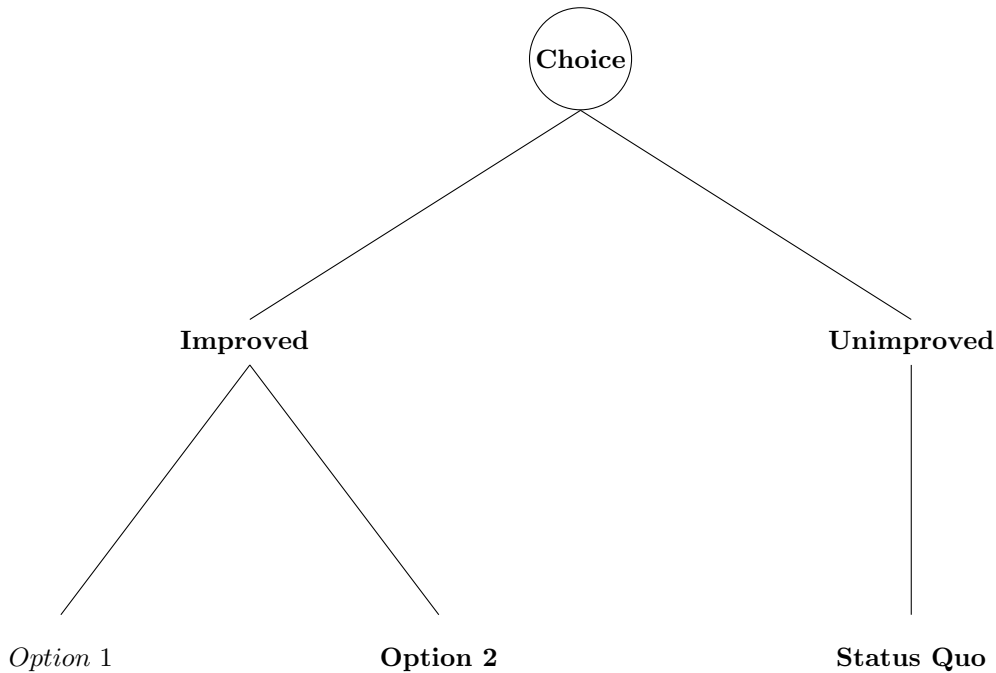 Choice
Improved
Unimproved
Option 1
Option 2
Status Quo